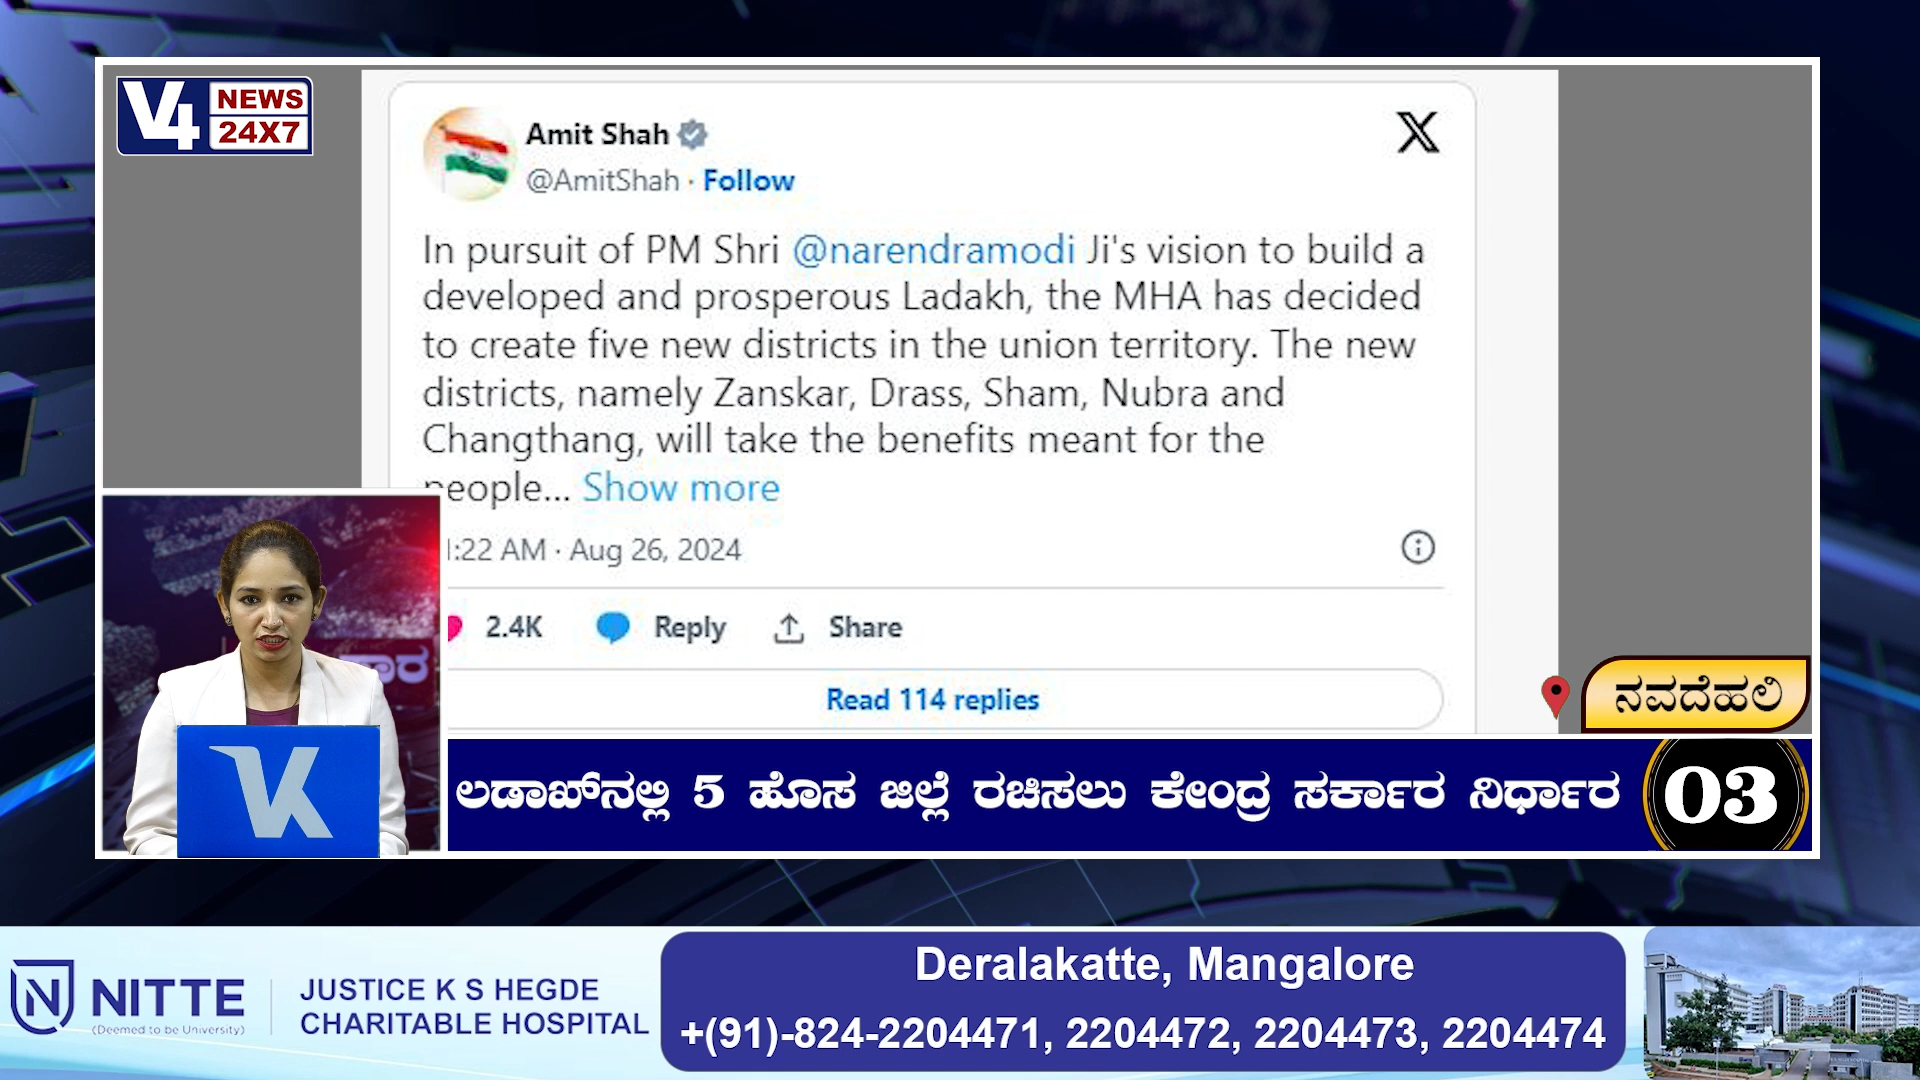 V4 NEWS
24X7
Amit Shah
@AmitShah · Follow
In pursuit of PM Shri @narendramodi Ji's vision to build a
developed and prosperous Ladakh, the MHA has decided
to create five new districts in the union territory. The new
districts, namely Zanskar, Drass, Sham, Nubra and
Changthang, will take the benefits meant for the
people... Show more
1:22 AM · Aug 26, 2024
2.4K Reply Share
Read 114 replies
ನವದೆಹಲಿ
ಲಡಾಖ್‌ನಲ್ಲಿ 5 ಹೊಸ ಜಿಲ್ಲೆ ರಚಿಸಲು ಕೇಂದ್ರ ಸರ್ಕಾರ ನಿರ್ಧಾರ
03
NITTE
(Deemed to be University)
JUSTICE K S HEGDE
CHARITABLE HOSPITAL
Deralakatte, Mangalore
+(91)-824-2204471, 2204472, 2204473, 2204474